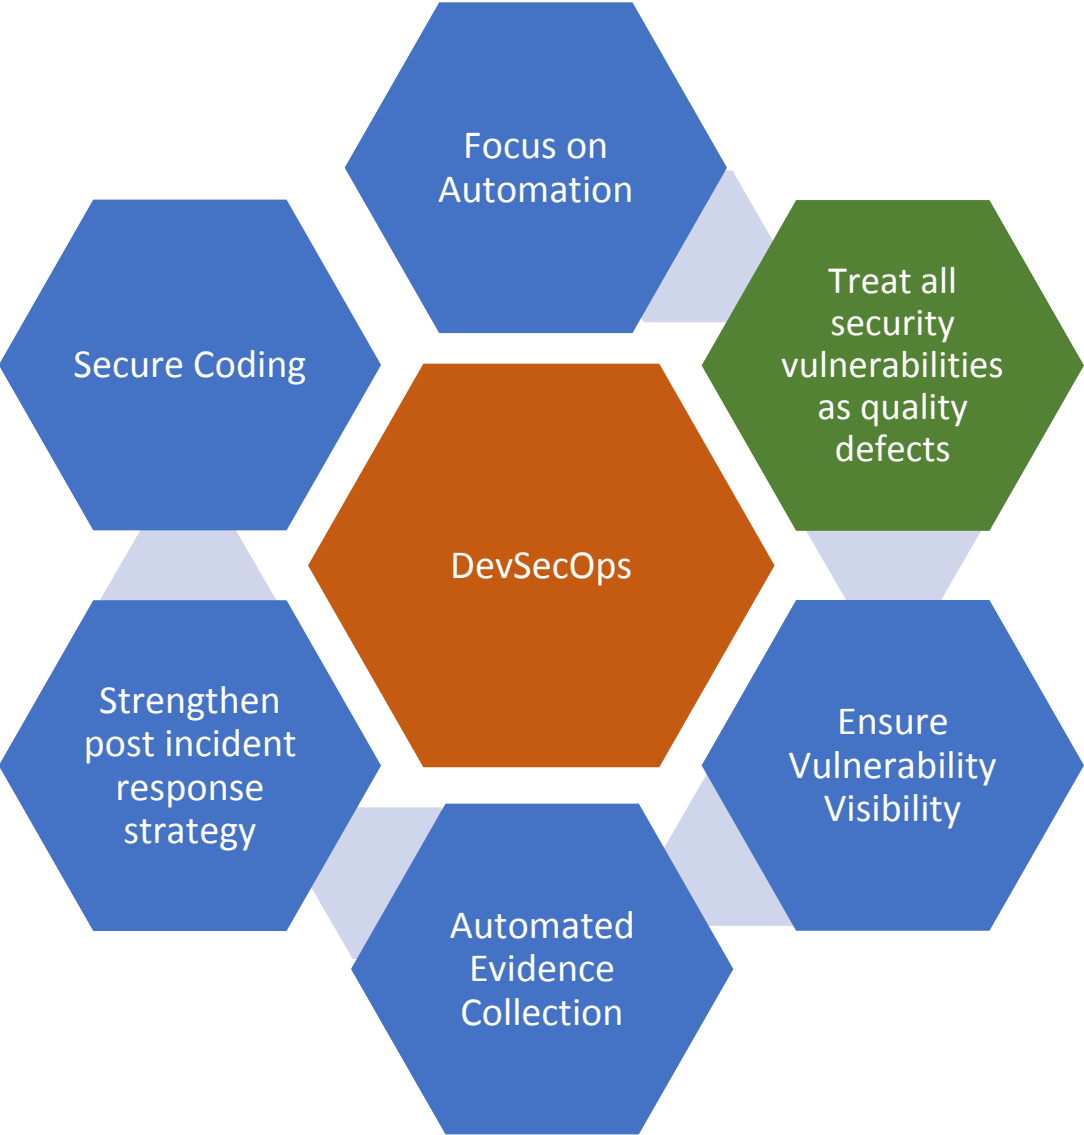 Focus on
Automation
Treat all
security
vulnerabilities
as quality
defects
Secure Coding
DevSecOps
Ensure
Vulnerability
Visibility
Strengthen
post incident
response
strategy
Automated
Evidence
Collection